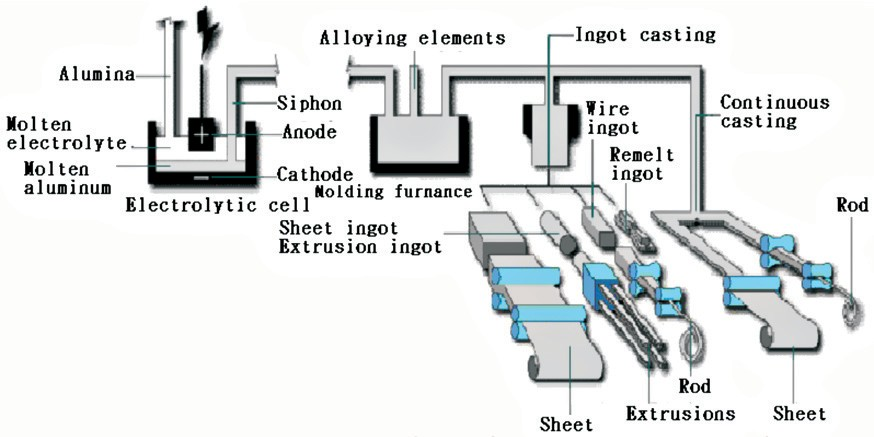 Alumina
Molten
electrolyte
Molten
aluminum
Siphon
Anode
Cathode
Electrolytic cell
Alloying elements
Molding furnance
Ingot casting
Wire
ingot
Remelt
ingot
Continuous
casting
Sheet ingot
Extrusion ingot
Rod
Sheet
Extrusions
Rod
Sheet